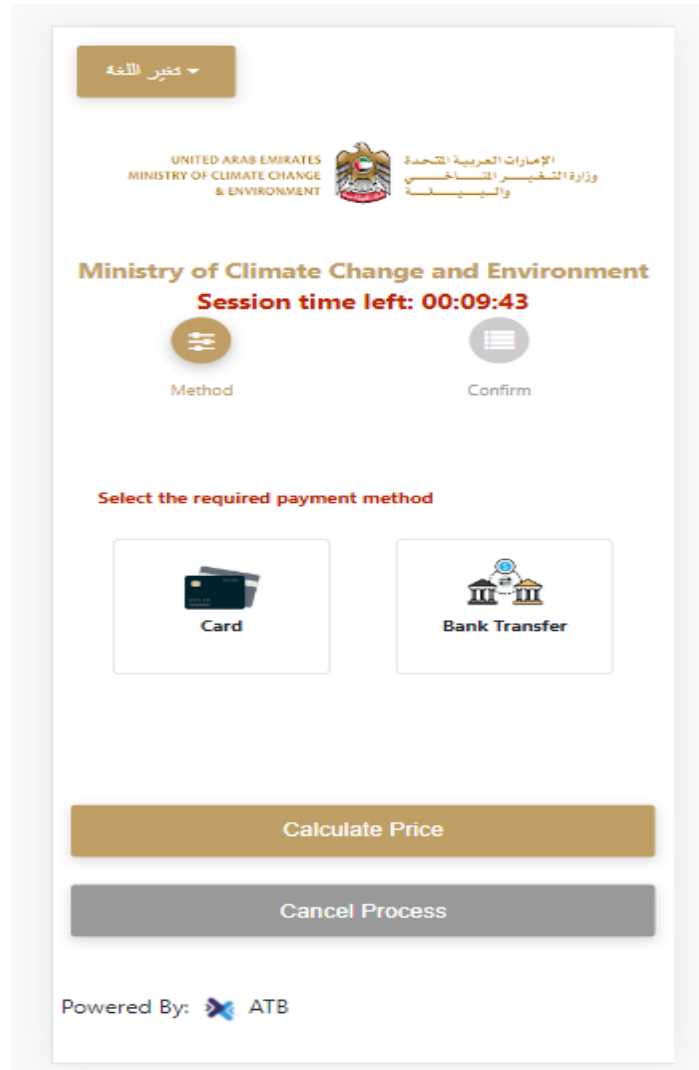 تغير اللغة
UNITED ARAB EMIRATES
MINISTRY OF CLIMATE CHANGE
& ENVIRONMENT
الإمارات العربية المتحدة
وزارة التغير المناخي
والبيئة
Ministry of Climate Change and Environment
Session time left: 00:09:43
Method
Confirm
Select the required payment method
Card
Bank Transfer
Calculate Price
Cancel Process
Powered By: ATB